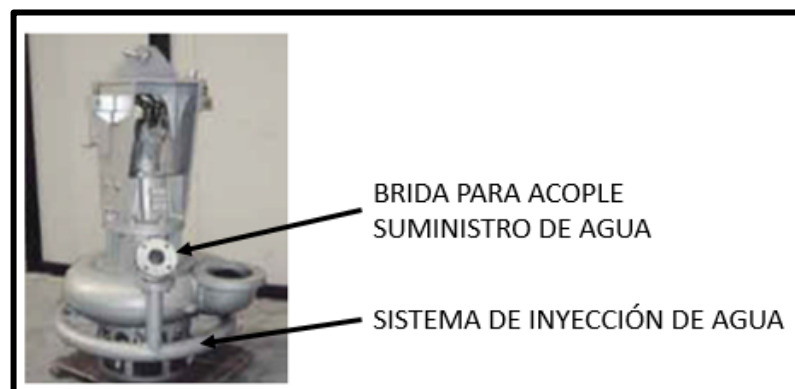 BRIDA PARA ACOPLE
SUMINISTRO DE AGUA
SISTEMA DE INYECCIÓN DE AGUA